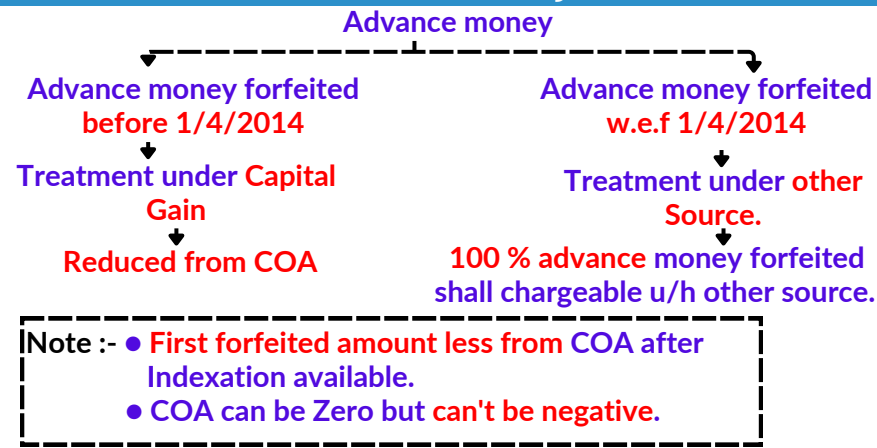 Advance money
Advance money forfeited
before 1/4/2014
Treatment under Capital
Gain
Reduced from COA
Advance money forfeited
w.e.f 1/4/2014
Treatment under other
Source.
100 % advance money forfeited
shall chargeable u/h other source.
Note :- ● First forfeited amount less from COA after
Indexation available.
● COA can be Zero but can't be negative.